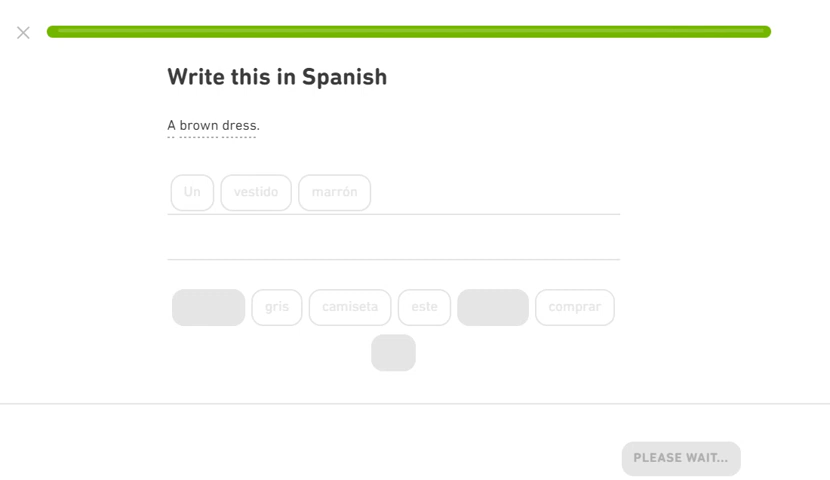 Write this in Spanish
A brown dress.
Un vestido marrón
gris camiseta este comprar
PLEASE WAIT...